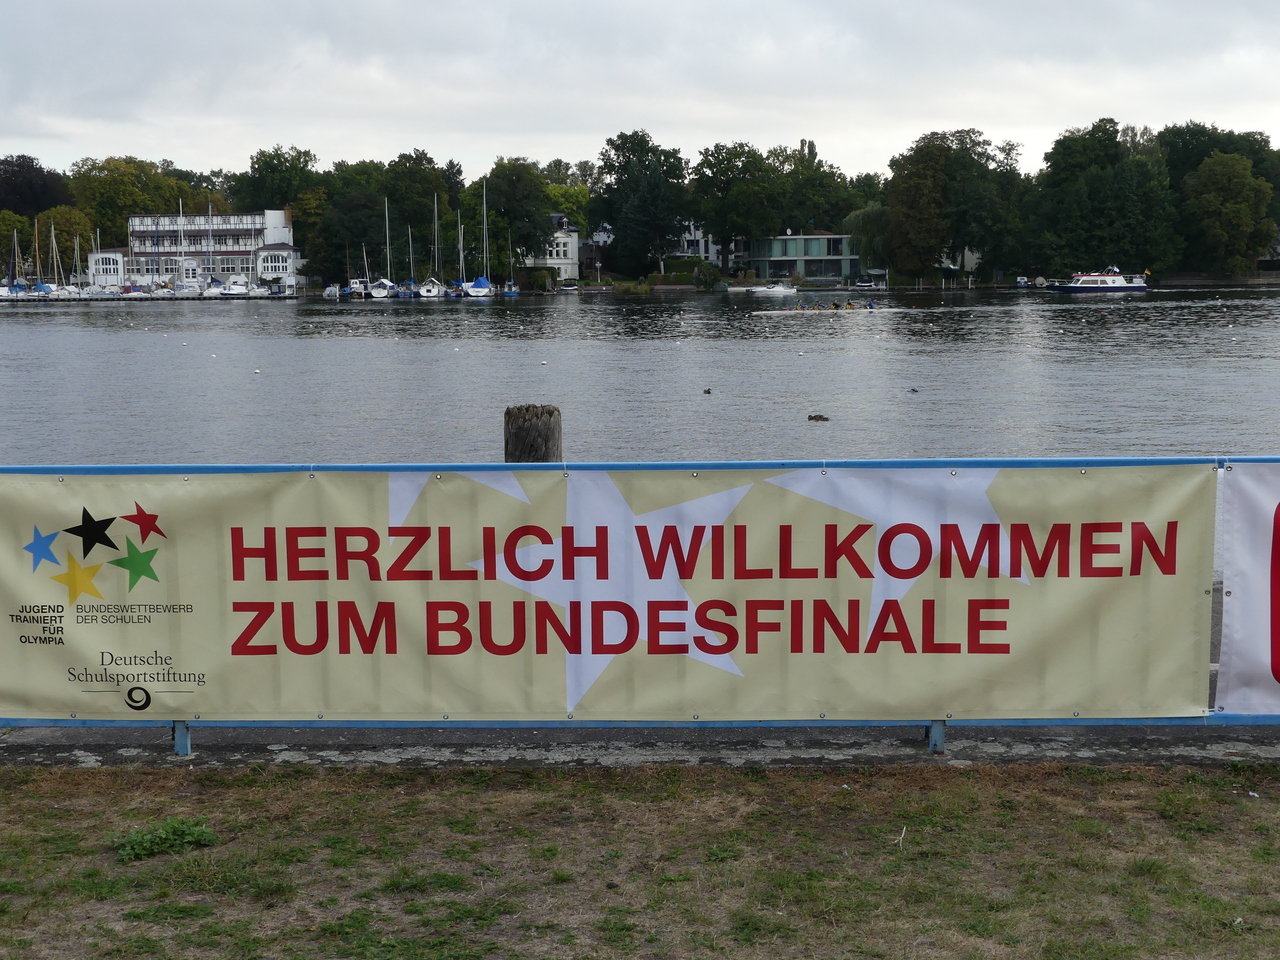 HERZLICH WILLKOMMEN
ZUM BUNDESFINALE
JUGEND
TRAINIERT
FÜR
OLYMPIA
BUNDESWETTBEWERB
DER SCHULEN
Deutsche
Schulsportstiftung